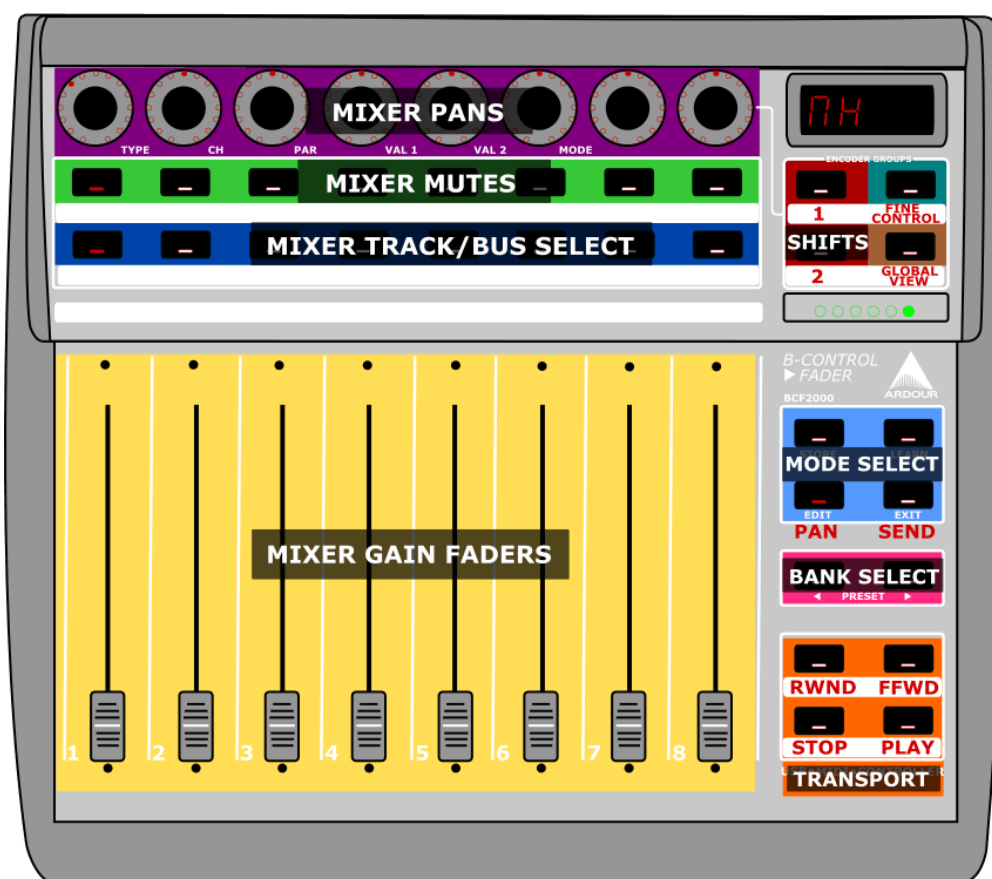 MIXER PANS
TYPE CH PAR VAL 1 VAL 2 MODE
MIXER MUTES
MIXER TRACK/BUS SELECT
ENCODER GROUPS
1 FINE CONTROL
SHIFTS
2 GLOBAL VIEW
B-CONTROL
FADER
ARDOUR
BCF2000
STORE LEARN
MODE SELECT
EDIT EXIT
PAN SEND
MIXER GAIN FADERS
BANK SELECT
PRESET
RWND FFWD
1 2 3 4 5 6 7 8
STOP PLAY
TRANSPORT